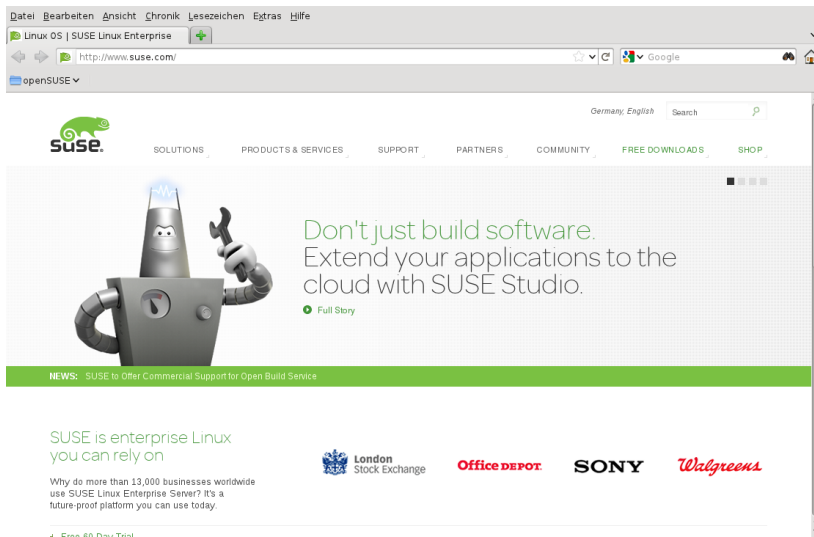 Datei Bearbeiten Ansicht Chronik Lesezeichen Extras Hilfe
Linux OS | SUSE Linux Enterprise
http://www.suse.com/
Google
openSUSE
Germany, English
Search
SUSE
SOLUTIONS PRODUCTS & SERVICES SUPPORT PARTNERS COMMUNITY FREE DOWNLOADS SHOP
Don't just build software.
Extend your applications to the
cloud with SUSE Studio.
Full Story
NEWS: SUSE to Offer Commercial Support for Open Build Service
SUSE is enterprise Linux
you can rely on
Why do more than 13,000 businesses worldwide
use SUSE Linux Enterprise Server? It's a
future-proof platform you can use today.
London
Stock Exchange
Office DEPOT.
SONY
Walgreens
Free 60 Day Trial